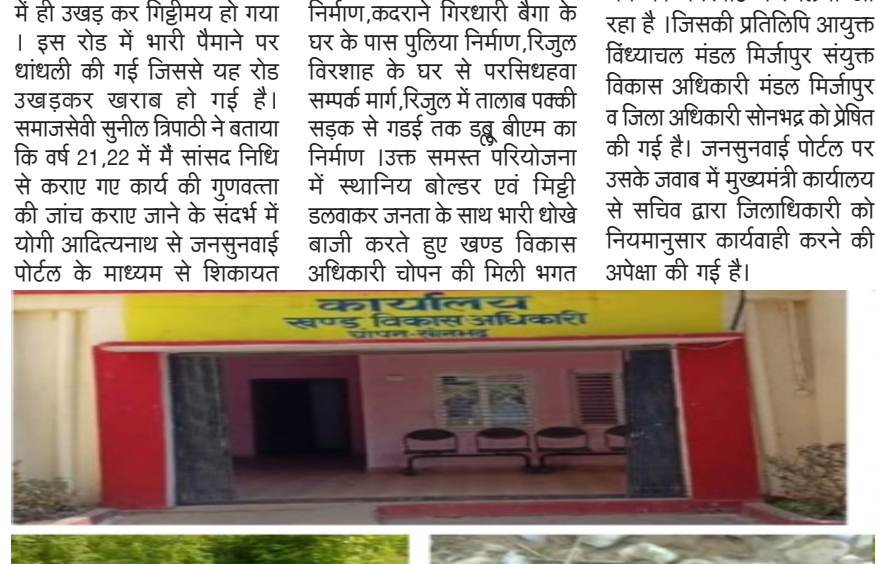 में ही उखड़ कर गिट्टीमय हो गया
। इस रोड में भारी पैमाने पर
धांधली की गई जिससे यह रोड
उखड़कर खराब हो गई है।
समाजसेवी सुनील त्रिपाठी ने बताया
कि वर्ष 21,22 में मैं सांसद निधि
से कराए गए कार्य की गुणवत्ता
की जांच कराए जाने के संदर्भ में
योगी आदित्यनाथ से जनसुनवाई
पोर्टल के माध्यम से शिकायत
निर्माण,कदराने गिरधारी बैगा के
घर के पास पुलिया निर्माण,रिजुल
विरशाह के घर से परसिधहवा
सम्पर्क मार्ग,रिजुल में तालाब पक्की
सड़क से गडई तक डब्लू बीएम का
निर्माण ।उक्त समस्त परियोजना
में स्थानिय बोल्डर एवं मिट्टी
डलवाकर जनता के साथ भारी धोखे
बाजी करते हुए खण्ड विकास
अधिकारी चोपन की मिली भगत
रहा है ।जिसकी प्रतिलिपि आयुक्त
विंध्याचल मंडल मिर्जापुर संयुक्त
विकास अधिकारी मंडल मिर्जापुर
व जिला अधिकारी सोनभद्र को प्रेषित
की गई है। जनसुनवाई पोर्टल पर
उसके जवाब में मुख्यमंत्री कार्यालय
से सचिव द्वारा जिलाधिकारी को
नियमानुसार कार्यवाही करने की
अपेक्षा की गई है।
कार्यालय
खण्ड विकास अधिकारी
चोपन-सोनभद्र